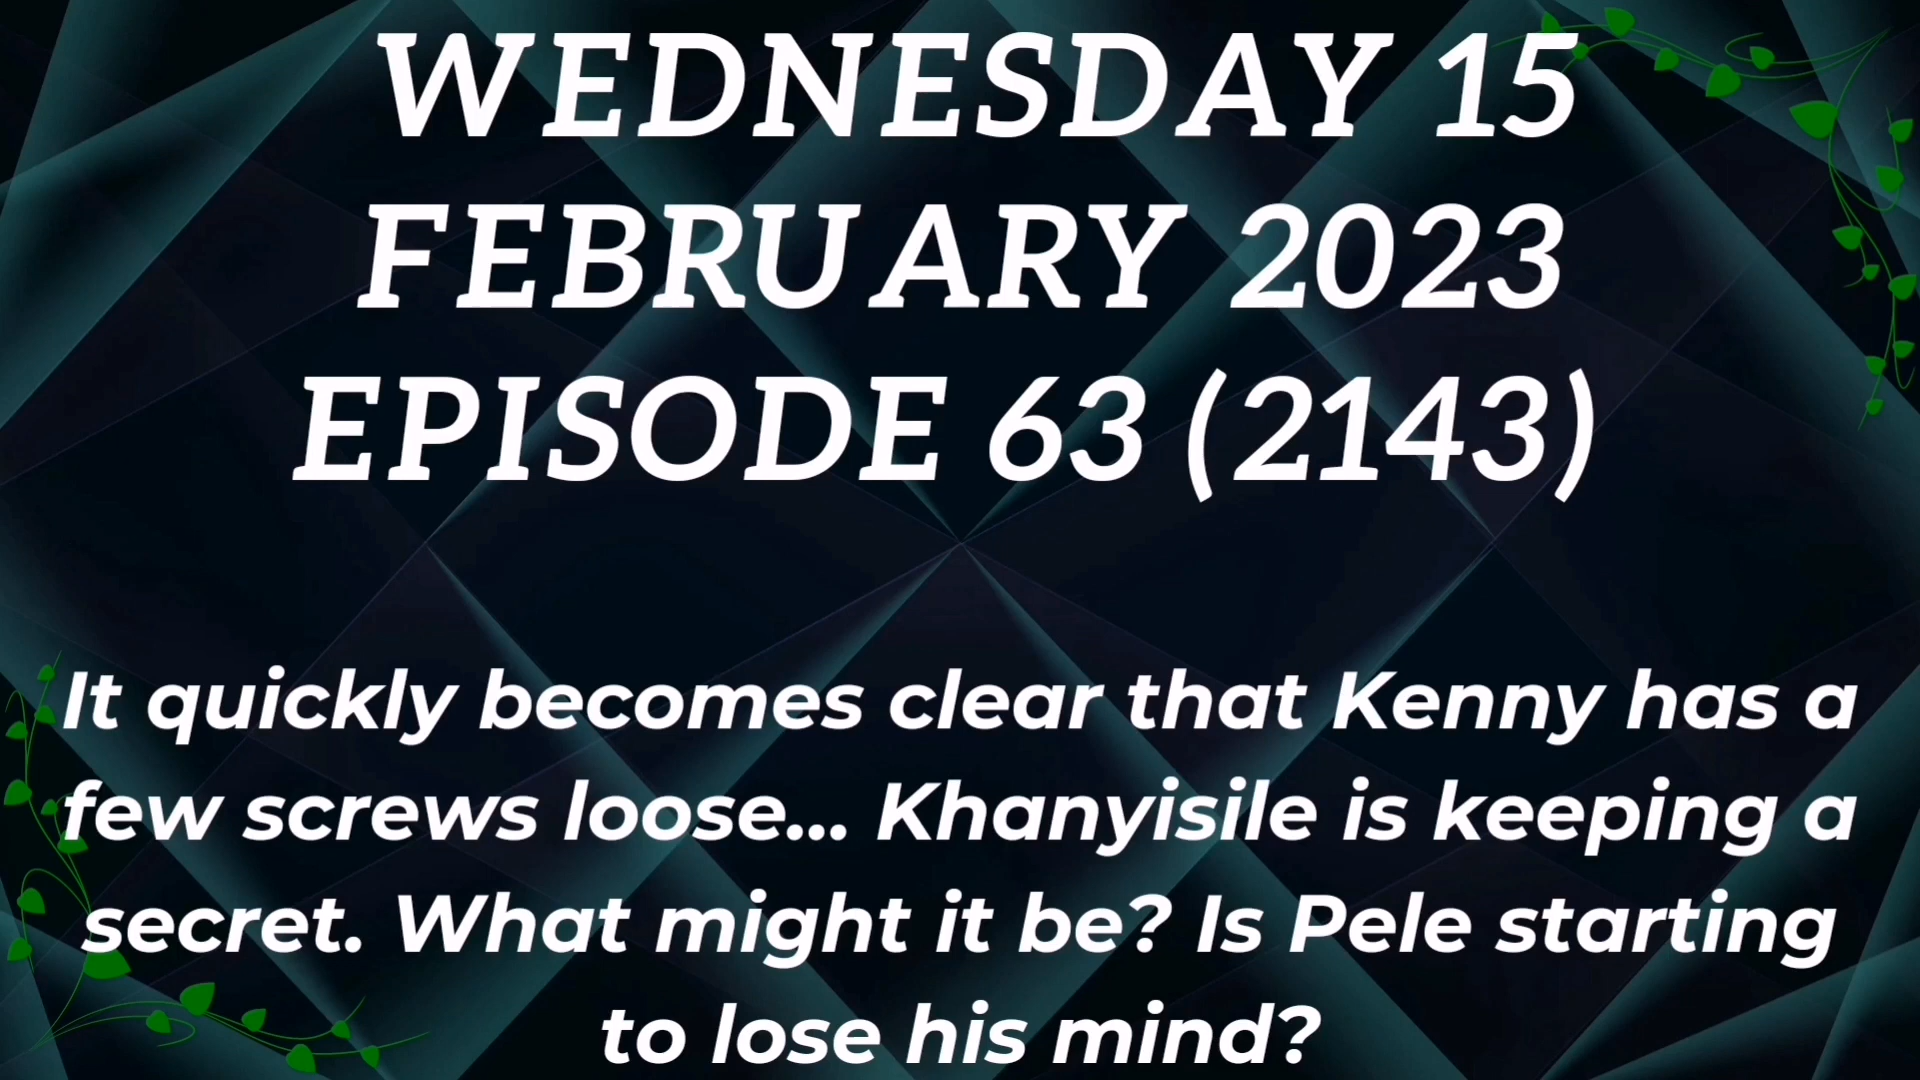 WEDNESDAY 15
FEBRUARY 2023
EPISODE 63 (2143)
It quickly becomes clear that Kenny has a
few screws loose... Khanyisile is keeping a
secret. What might it be? Is Pele starting
to lose his mind?